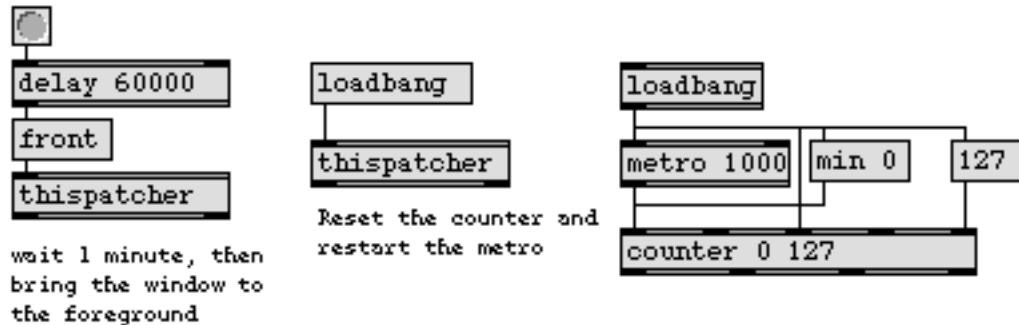 delay 60000
front
thispatcher
wait 1 minute, then
bring the window to
the foreground
loadbang
thispatcher
Reset the counter and
restart the metro
loadbang
metro 1000
min 0
127
counter 0 127